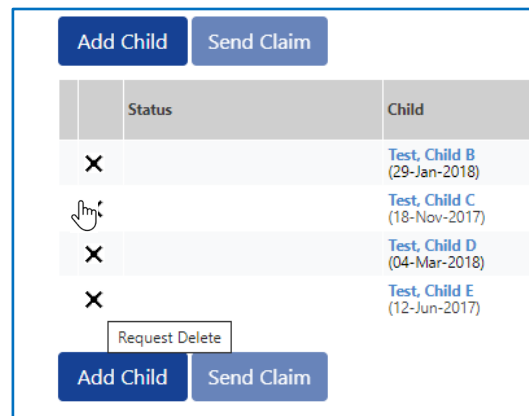 Add Child Send Claim
Status Child
Test, Child B
(29-Jan-2018)
Test, Child C
(18-Nov-2017)
Test, Child D
(04-Mar-2018)
Test, Child E
(12-Jun-2017)
Request Delete
Add Child Send Claim